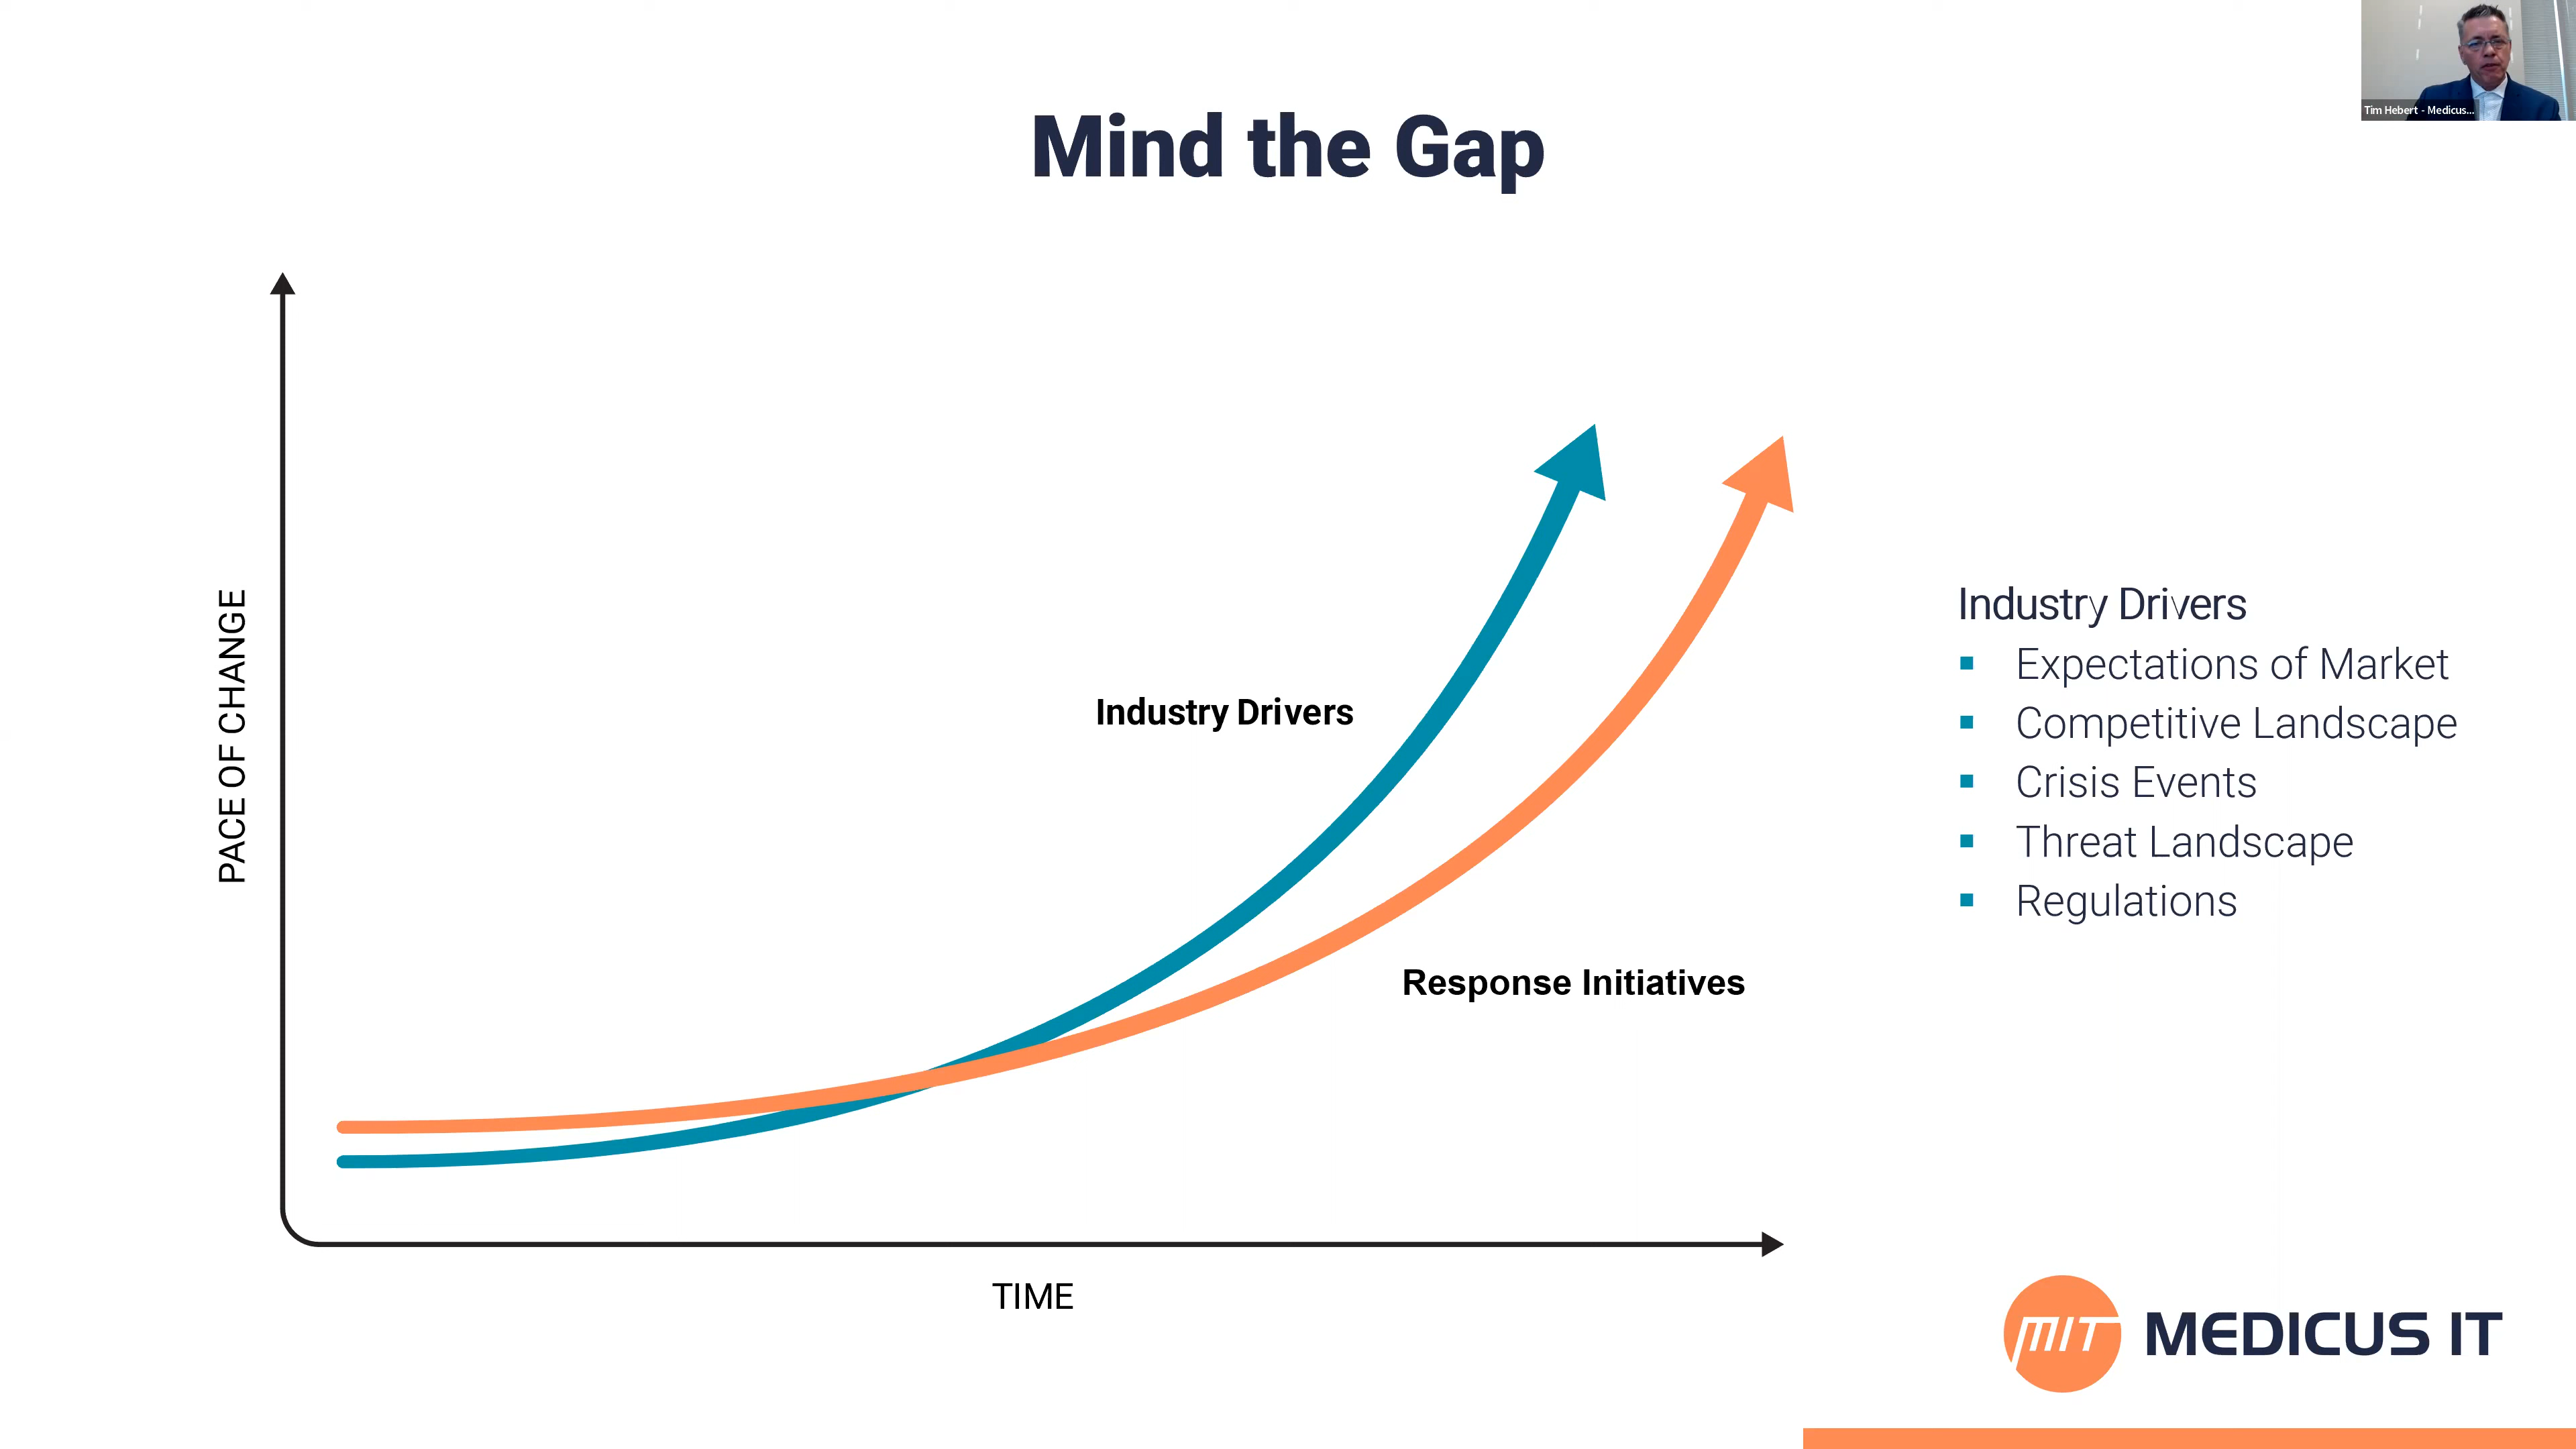 Tim Hebert - Medicus...
Mind the Gap
PACE OF CHANGE
Industry Drivers
Response Initiatives
TIME
Industry Drivers
▪ Expectations of Market
▪ Competitive Landscape
▪ Crisis Events
▪ Threat Landscape
▪ Regulations
MIT MEDICUS IT